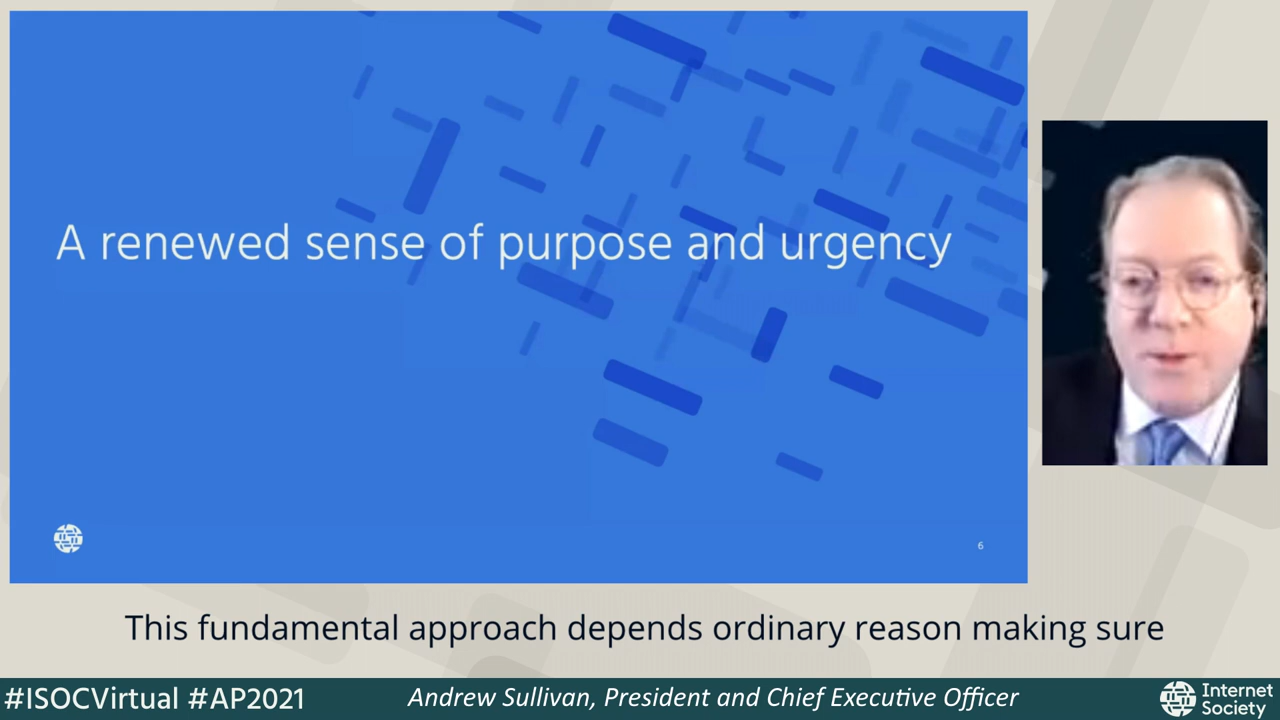 A renewed sense of purpose and urgency
6
This fundamental approach depends ordinary reason making sure
#ISOCVirtual #AP2021
Andrew Sullivan, President and Chief Executive Officer
Internet
Society